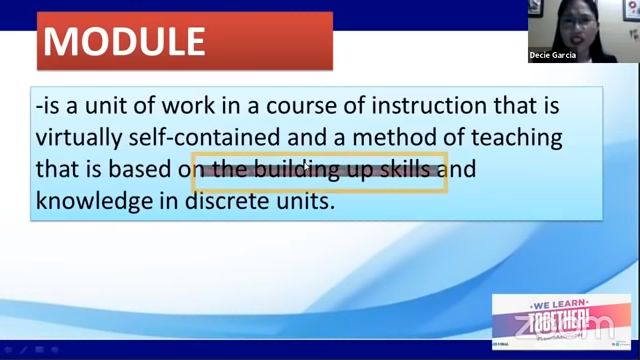 MODULE
Decie Garcia
-is a unit of work in a course of instruction that is
virtually self-contained and a method of teaching
that is based on the building up skills and
knowledge in discrete units.
WE LEARN
TOGETHER!
zoom